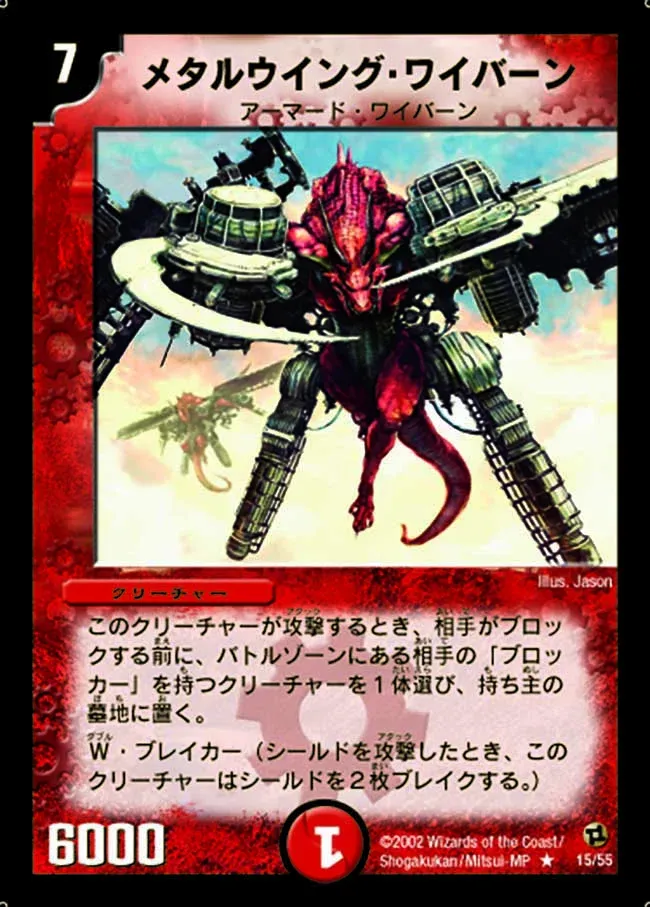 7
メタルウイング・ワイバーン
アーマード・ワイバーン
Illus. Jason
クリーチャー
このクリーチャーが攻撃するとき、相手がブロッ
クする前に、バトルゾーンにある相手の「ブロッ
カー」を持つクリーチャーを１体選び、持ち主の
墓地に置く。
W・ブレイカー（シールドを攻撃したとき、この
クリーチャーはシールドを２枚ブレイクする。）
6000
1
©2002 Wizards of the Coast/
Shogakukan/Mitsui-MP ★ 15/55